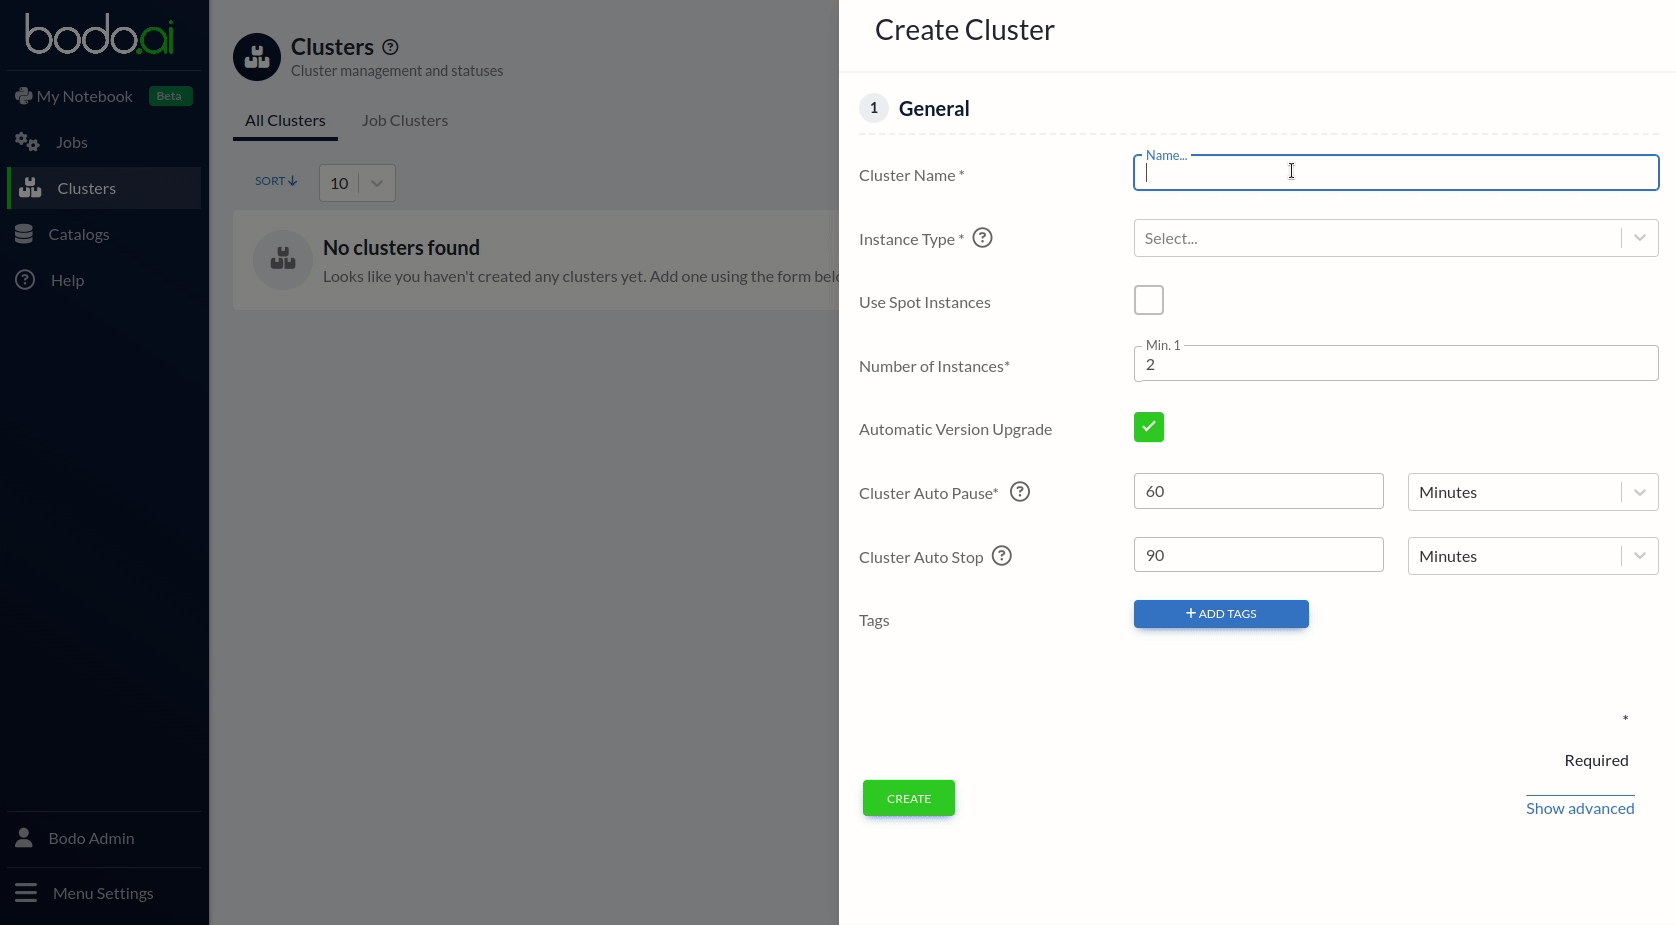 bodo.ai
My Notebook Beta
Jobs
Clusters
Catalogs
Help
Bodo Admin
Menu Settings
Clusters ?
Cluster management and statuses
All Clusters Job Clusters
SORT 10
No clusters found
Looks like you haven't created any clusters yet. Add one using the form belo
Create Cluster
1 General
Cluster Name * Name...
Instance Type * ? Select...
Use Spot Instances
Min. 1
Number of Instances* 2
Automatic Version Upgrade
Cluster Auto Pause* ? 60 Minutes
Cluster Auto Stop ? 90 Minutes
Tags + ADD TAGS
*
Required
CREATE
Show advanced